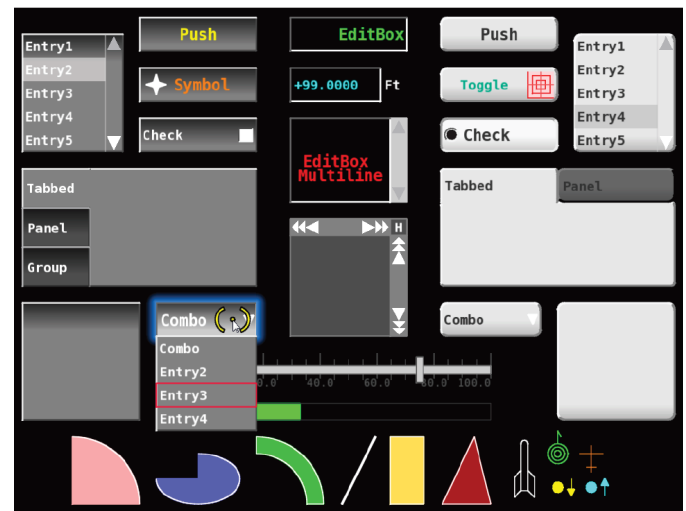 Entry1
Entry2
Entry3
Entry4
Entry5
Push
Symbol
Check
EditBox
+99.0000 Ft
EditBox
Multiline
Push
Toggle
Check
Entry1
Entry2
Entry3
Entry4
Entry5
Tabbed
Panel
Group
H
Tabbed
Panel
Combo
Combo
Entry2
Entry3
Entry4
0.0 40.0 60.0 80.0 100.0
Combo